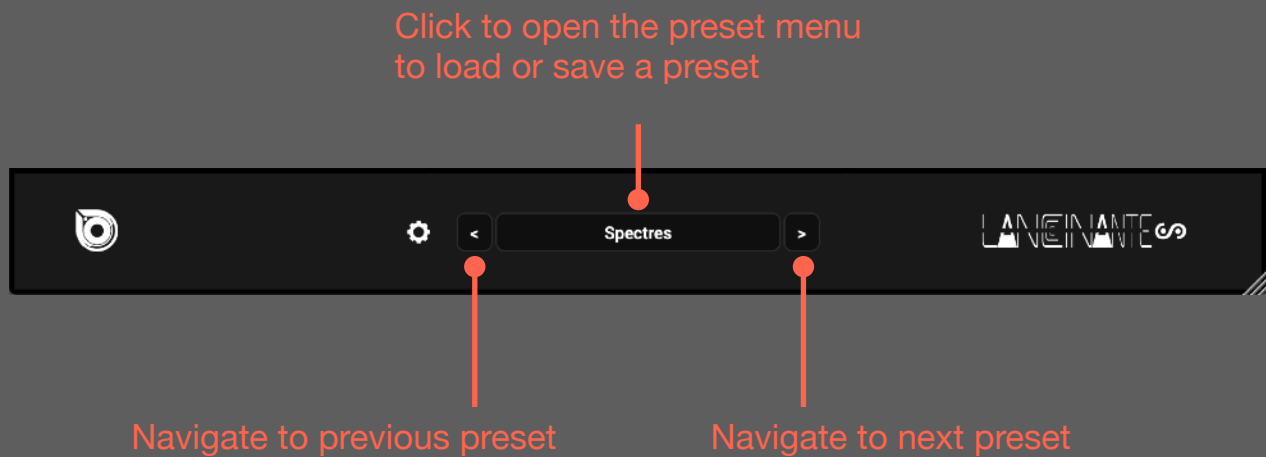 Click to open the preset menu
to load or save a preset
< Spectres >
LANCINANTE
Navigate to previous preset
Navigate to next preset